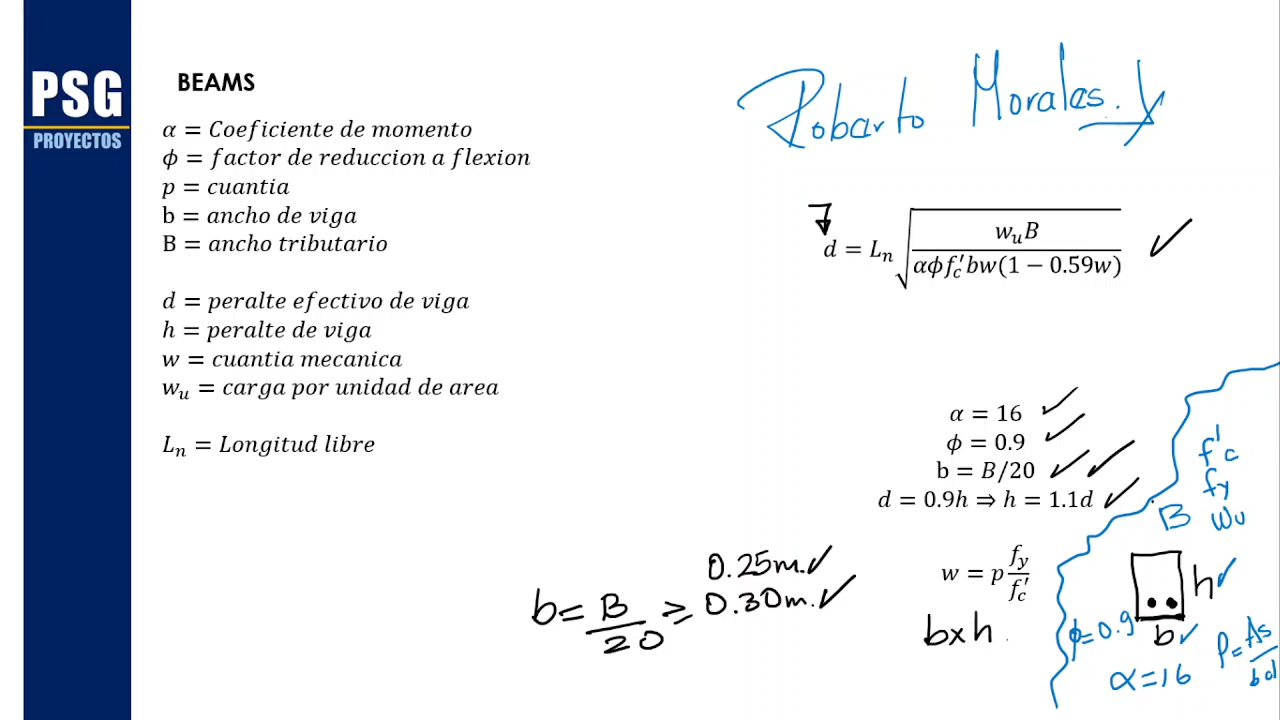 PSG
PROYECTOS
BEAMS
α = Coeficiente de momento
ϕ = factor de reduccion a flexion
p = cuantia
b = ancho de viga
B = ancho tributario
d = peralte efectivo de viga
h = peralte de viga
w = cuantia mecanica
w_u = carga por unidad de area
L_n = Longitud libre
Roberto Morales.
d = L_n √(w_u B / αϕf'_c bw(1 − 0.59w))
α = 16
ϕ = 0.9
b = B/20
d = 0.9h ⇒ h = 1.1d
w = p f_y/f'_c
bxh
b = B/20 ≥ 0.25m.
0.30m.
f'c
fy
B Wu
h
b
ϕ=0.9
α=16
ρ= As/bd